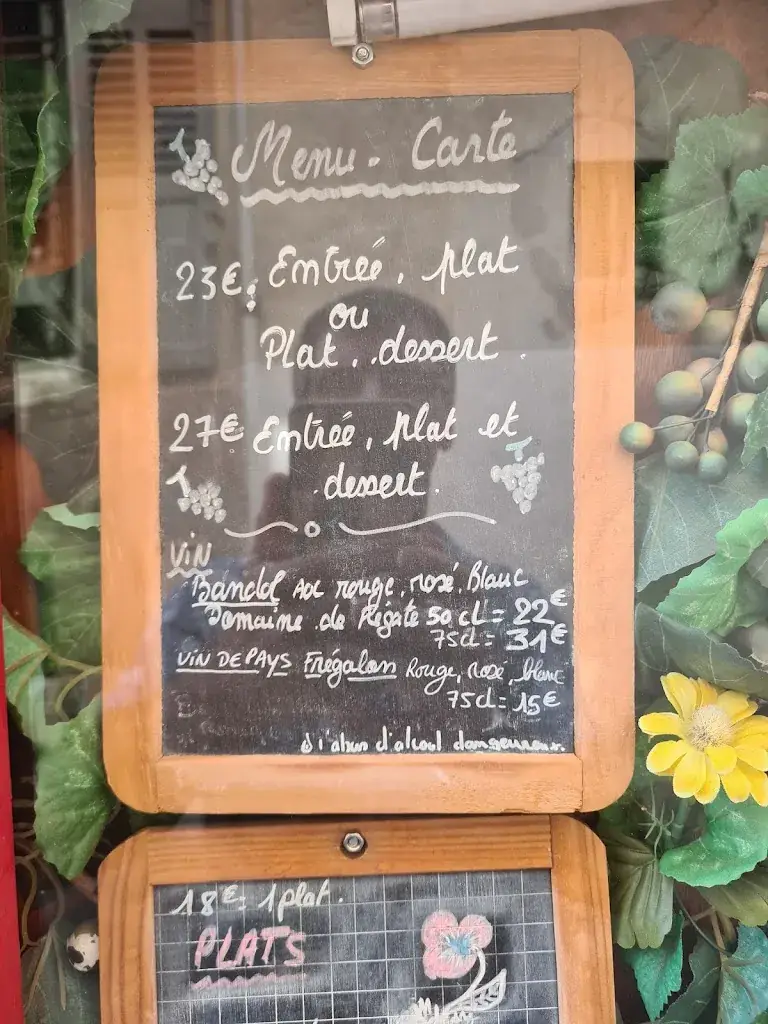 Menu. Carte
23€: Entrée, plat
ou
Plat, dessert.
27€ Entrée, plat et
dessert.
VIN
Bandol AOC rouge, rosé, Blanc
Domaine de Régate 50 cl = 22€
75cl = 31€
VIN DE PAYS Frégalon Rouge, rosé, blanc
75cl = 15€
l'abus d'alcool dangereux.
18€: 1 plat.
PLATS